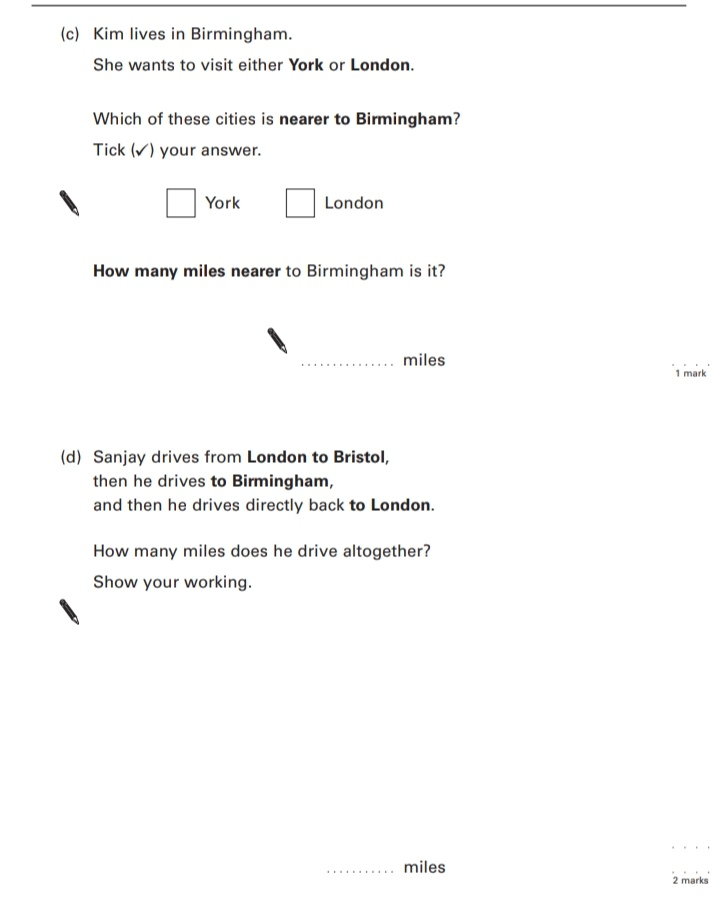 (c) Kim lives in Birmingham.
She wants to visit either York or London.
Which of these cities is nearer to Birmingham?
Tick (✓) your answer.
York London
How many miles nearer to Birmingham is it?
............... miles
1 mark
(d) Sanjay drives from London to Bristol,
then he drives to Birmingham,
and then he drives directly back to London.
How many miles does he drive altogether?
Show your working.
........... miles
2 marks